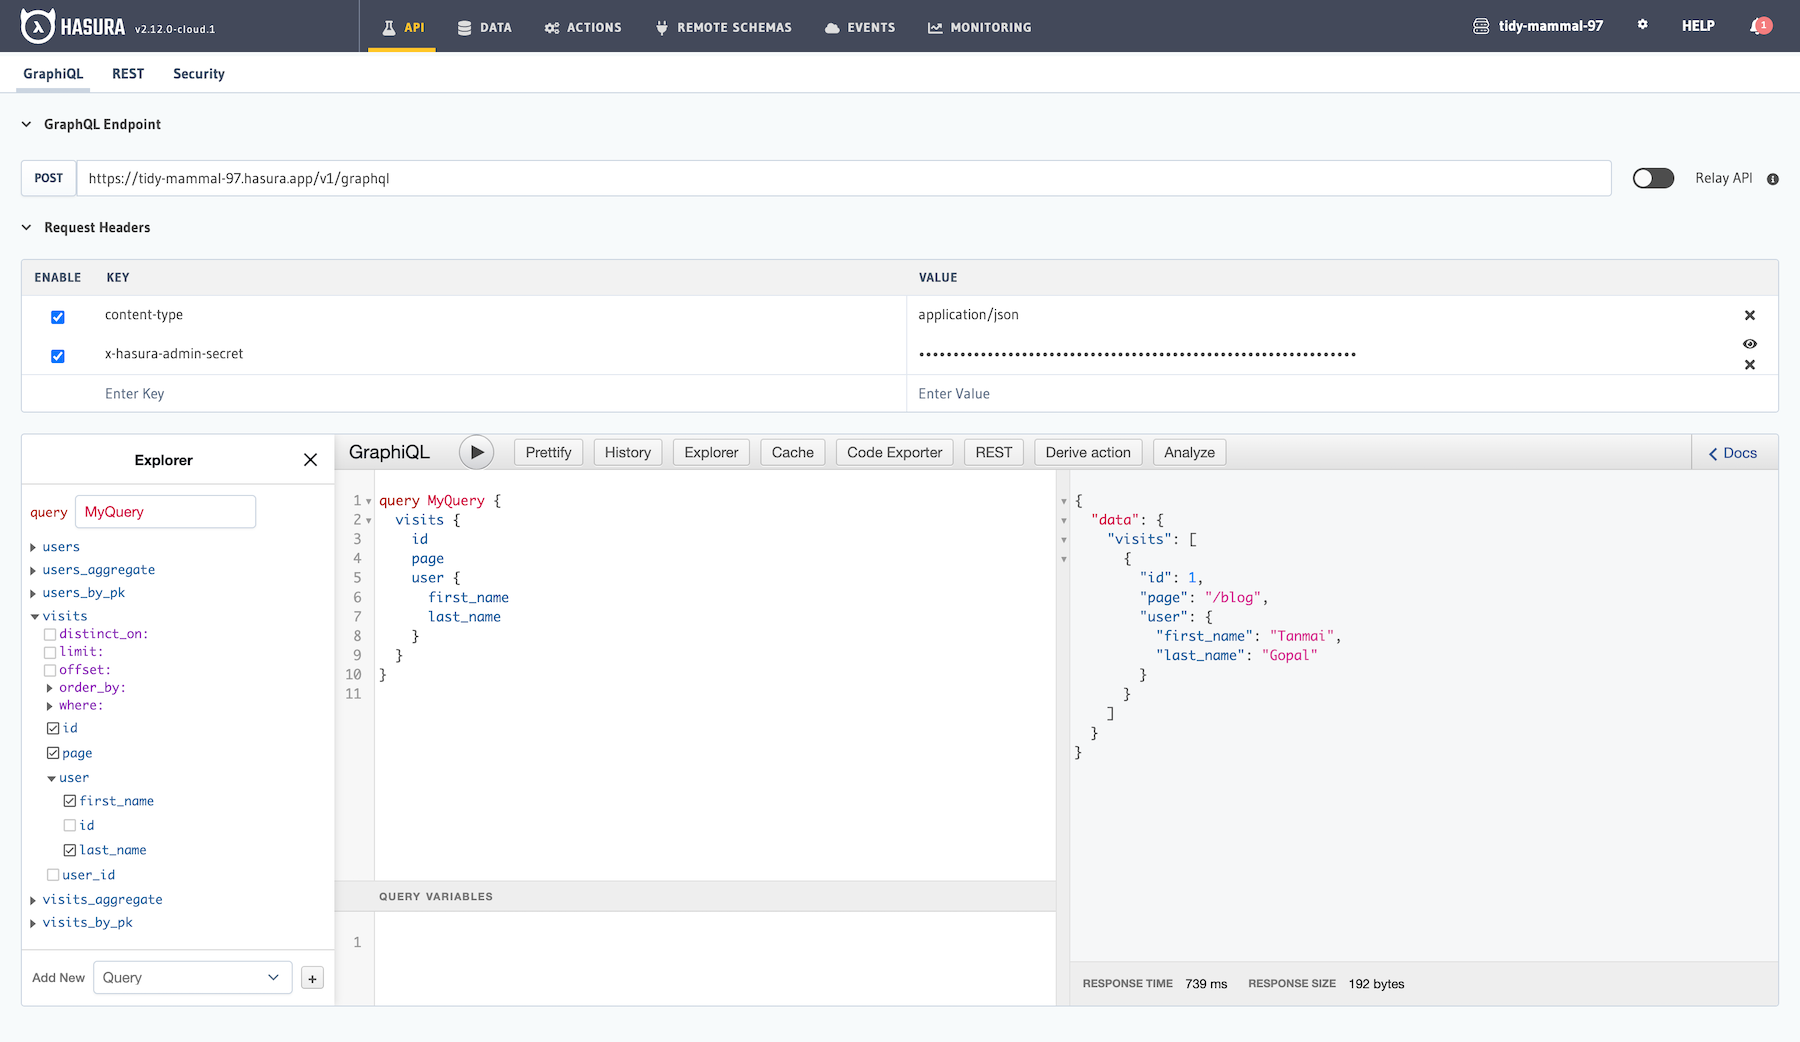 HASURA v2.12.0-cloud.1 API DATA ACTIONS REMOTE SCHEMAS EVENTS MONITORING tidy-mammal-97 HELP 1
GraphiQL REST Security
GraphQL Endpoint
POST https://tidy-mammal-97.hasura.app/v1/graphql Relay API
Request Headers
ENABLE KEY VALUE
content-type application/json
x-hasura-admin-secret ••••••••••••••••••••••••••••••••••••••••••••••••••••••••••••••••
Enter Key Enter Value
Explorer
query MyQuery
users
users_aggregate
users_by_pk
visits
distinct_on:
limit:
offset:
order_by:
where:
id
page
user
first_name
id
last_name
user_id
visits_aggregate
visits_by_pk
Add New Query +
GraphiQL Prettify History Explorer Cache Code Exporter REST Derive action Analyze Docs
1 query MyQuery {
2 visits {
3 id
4 page
5 user {
6 first_name
7 last_name
8 }
9 }
10 }
11
QUERY VARIABLES
1
{
"data": {
"visits": [
{
"id": 1,
"page": "/blog",
"user": {
"first_name": "Tanmai",
"last_name": "Gopal"
}
}
]
}
}
RESPONSE TIME 739 ms RESPONSE SIZE 192 bytes